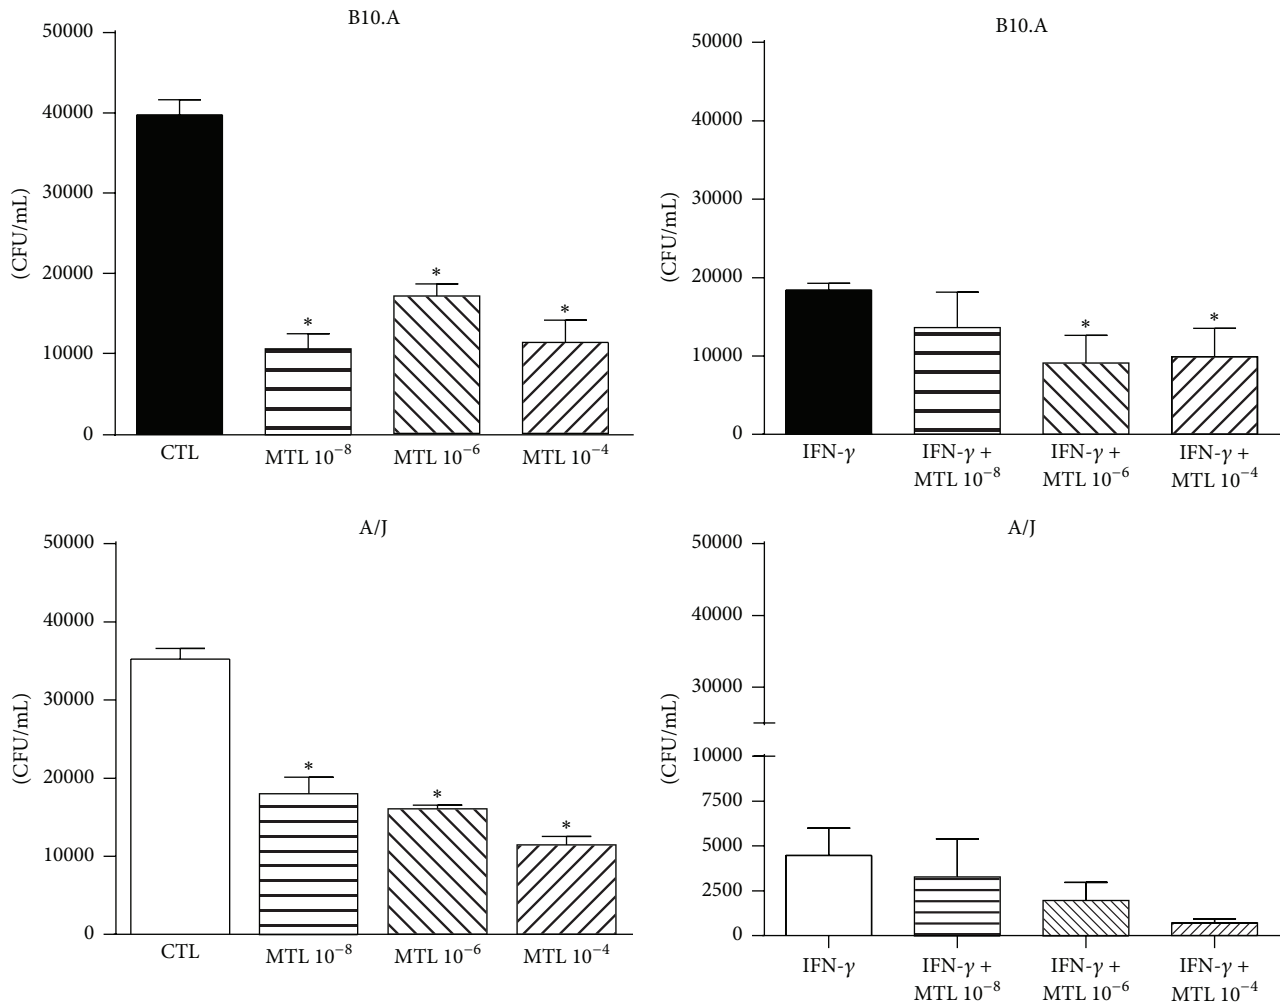 B10.A
50000
40000
30000
20000
10000
0
(CFU/mL)
*
*
*
CTL
MTL 10⁻⁸
MTL 10⁻⁶
MTL 10⁻⁴
B10.A
50000
40000
30000
20000
10000
0
(CFU/mL)
*
*
IFN-γ
IFN-γ +
MTL 10⁻⁸
IFN-γ +
MTL 10⁻⁶
IFN-γ +
MTL 10⁻⁴
A/J
50000
40000
30000
20000
10000
0
(CFU/mL)
*
*
*
CTL
MTL 10⁻⁸
MTL 10⁻⁶
MTL 10⁻⁴
A/J
50000
40000
30000
10000
7500
5000
2500
0
(CFU/mL)
IFN-γ
IFN-γ +
MTL 10⁻⁸
IFN-γ +
MTL 10⁻⁶
IFN-γ +
MTL 10⁻⁴